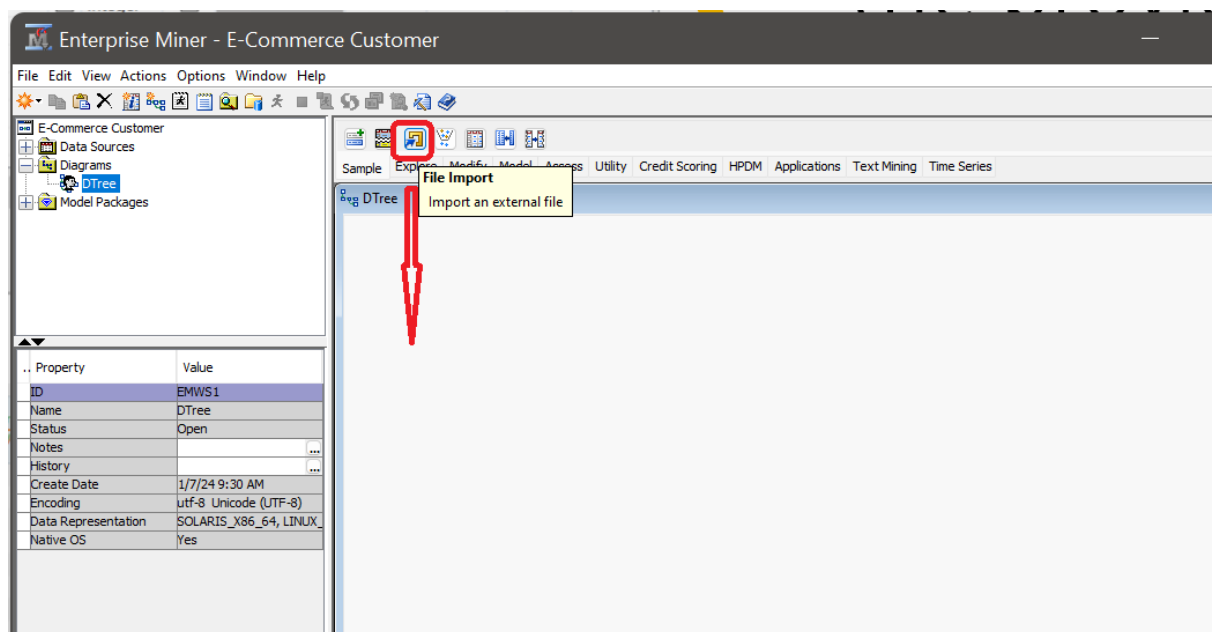 Enterprise Miner - E-Commerce Customer
File Edit View Actions Options Window Help
E-Commerce Customer
Data Sources
Diagrams
DTree
Model Packages
Sample Explore Modify Model Assess Utility Credit Scoring HPDM Applications Text Mining Time Series
File Import
Import an external file
DTree
.. Property Value
ID EMWS1
Name DTree
Status Open
Notes ...
History ...
Create Date 1/7/24 9:30 AM
Encoding utf-8 Unicode (UTF-8)
Data Representation SOLARIS_X86_64, LINUX_
Native OS Yes